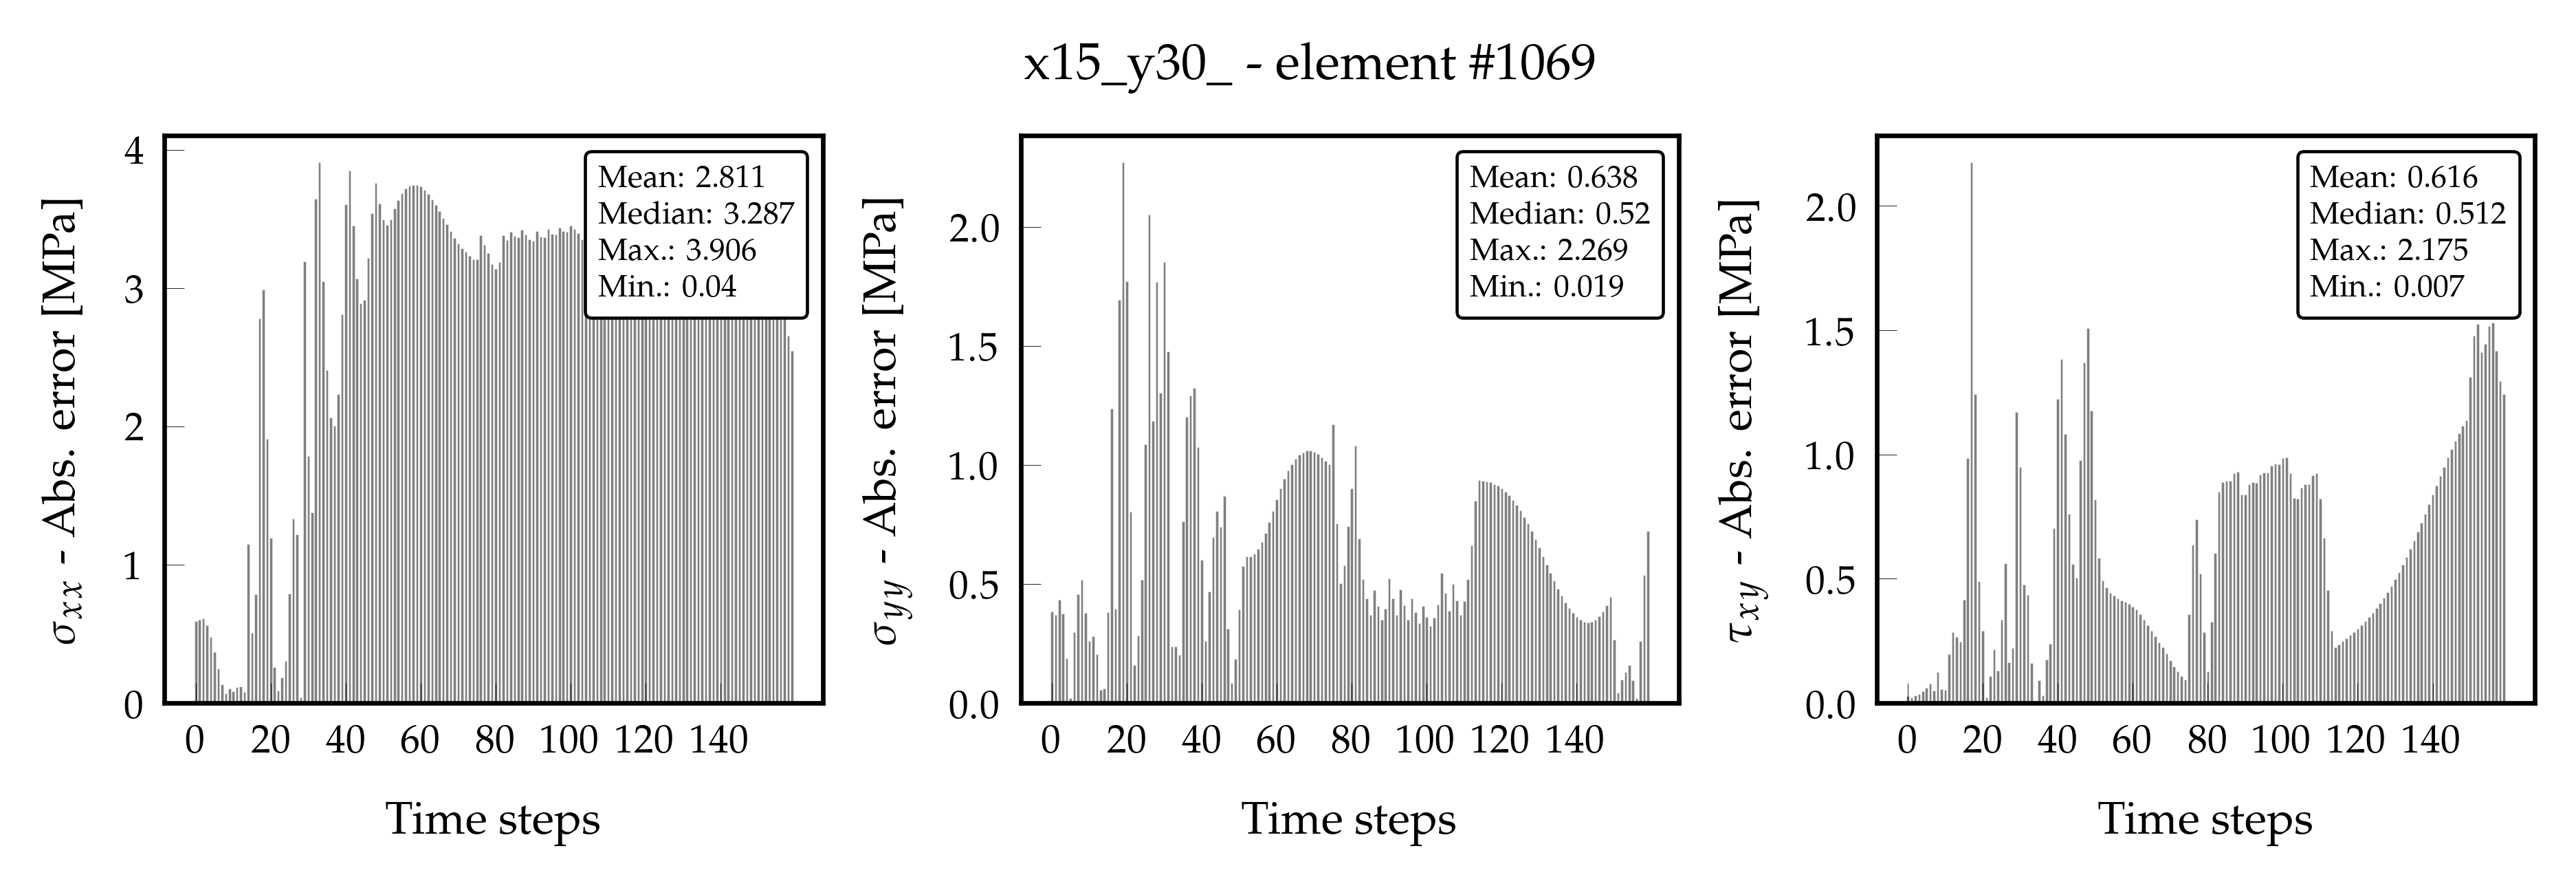 x15_y30_ - element #1069
σxx - Abs. error [MPa]
4
3
2
1
0
Mean: 2.811
Median: 3.287
Max.: 3.906
Min.: 0.04
0 20 40 60 80 100 120 140
Time steps
σyy - Abs. error [MPa]
2.0
1.5
1.0
0.5
0.0
Mean: 0.638
Median: 0.52
Max.: 2.269
Min.: 0.019
0 20 40 60 80 100 120 140
Time steps
τxy - Abs. error [MPa]
2.0
1.5
1.0
0.5
0.0
Mean: 0.616
Median: 0.512
Max.: 2.175
Min.: 0.007
0 20 40 60 80 100 120 140
Time steps